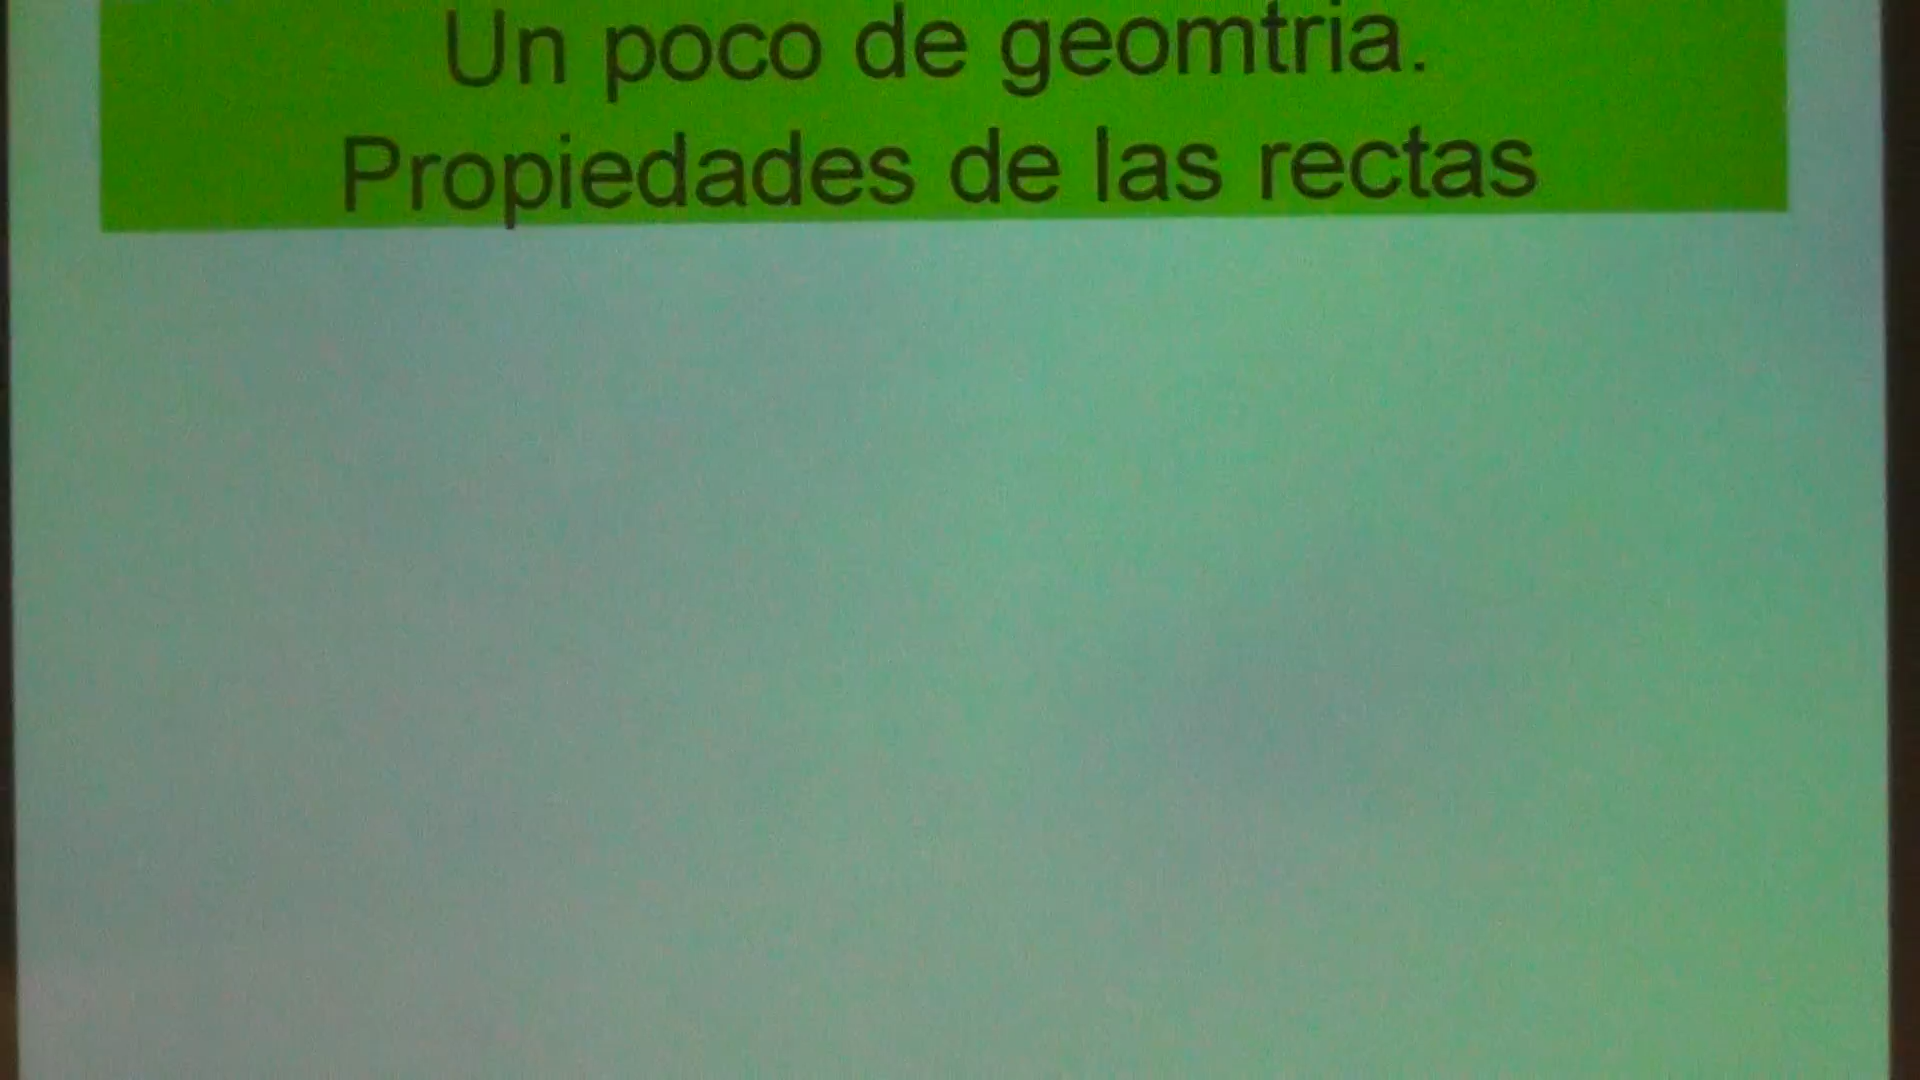 Un poco de geomtria.
Propiedades de las rectas